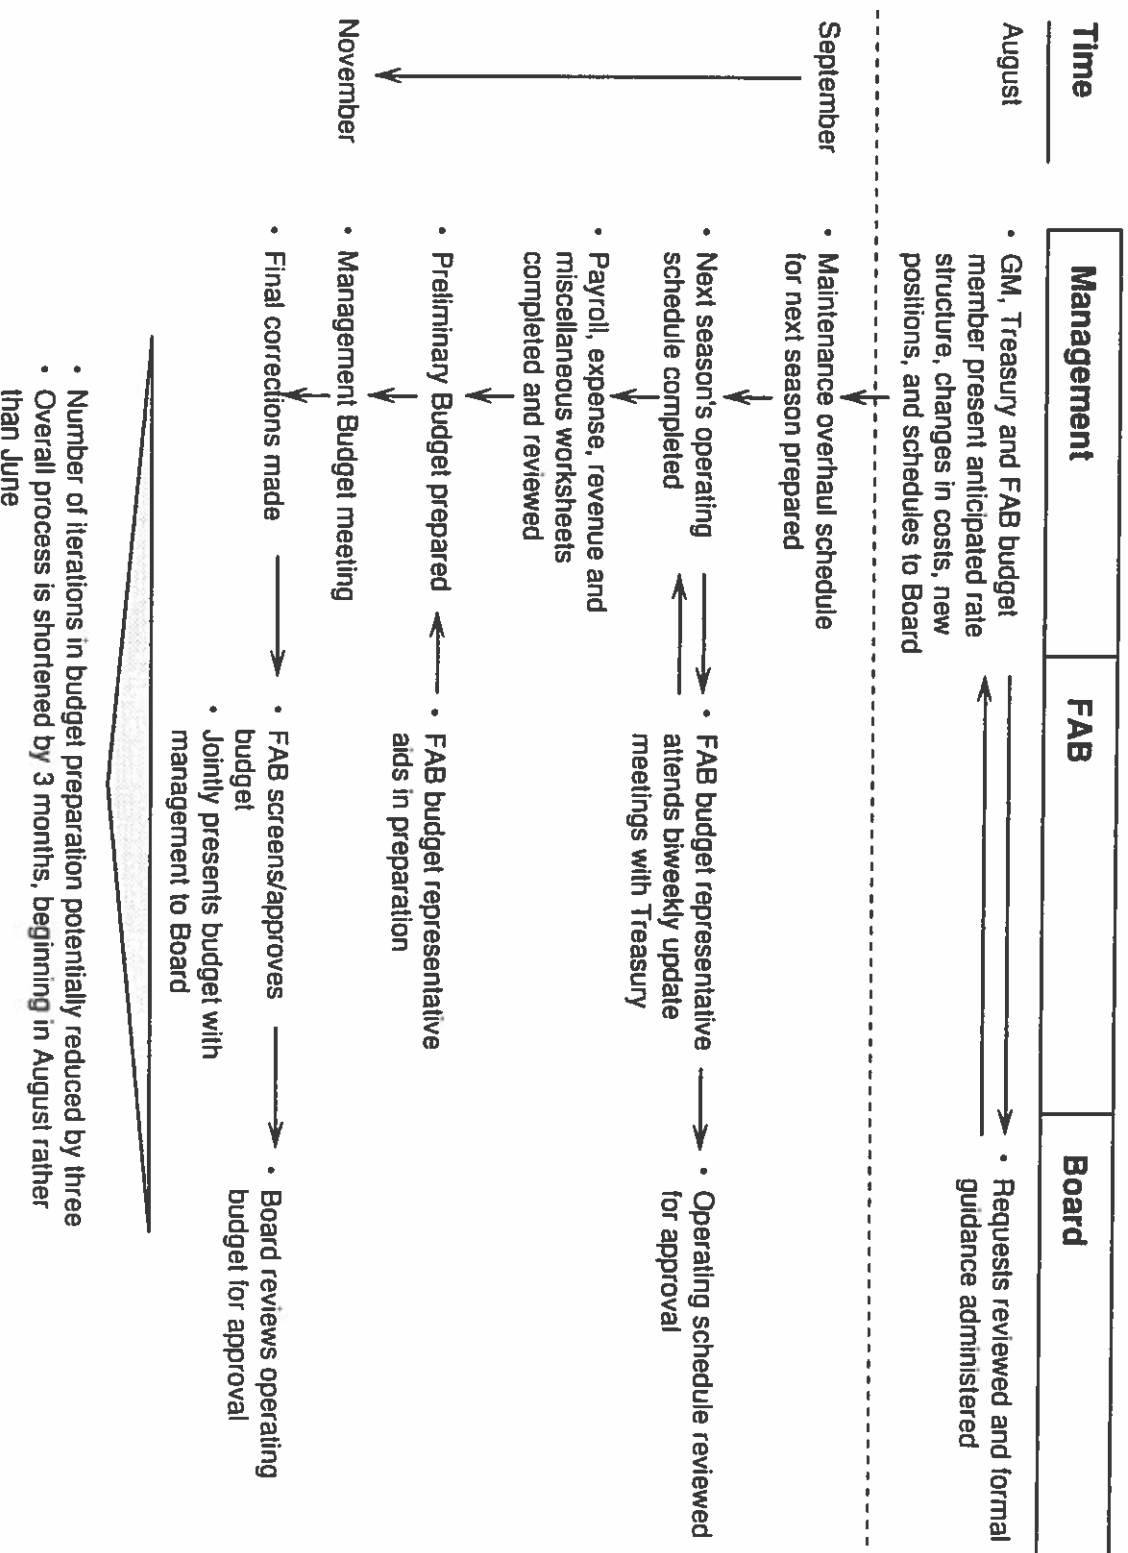 Time
Management
FAB
Board
August
• GM, Treasury and FAB budget
member present anticipated rate
structure, changes in costs, new
positions, and schedules to Board
• Requests reviewed and formal
guidance administered
September
• Maintenance overhaul schedule
for next season prepared
• Next season's operating
schedule completed
• FAB budget representative
attends biweekly update
meetings with Treasury
• Operating schedule reviewed
for approval
• Payroll, expense, revenue and
miscellaneous worksheets
completed and reviewed
• Preliminary Budget prepared
• FAB budget representative
aids in preparation
November
• Management Budget meeting
• Final corrections made
• FAB screens/approves
budget
• Jointly presents budget with
management to Board
• Board reviews operating
budget for approval
• Number of iterations in budget preparation potentially reduced by three
• Overall process is shortened by 3 months, beginning in August rather
than June